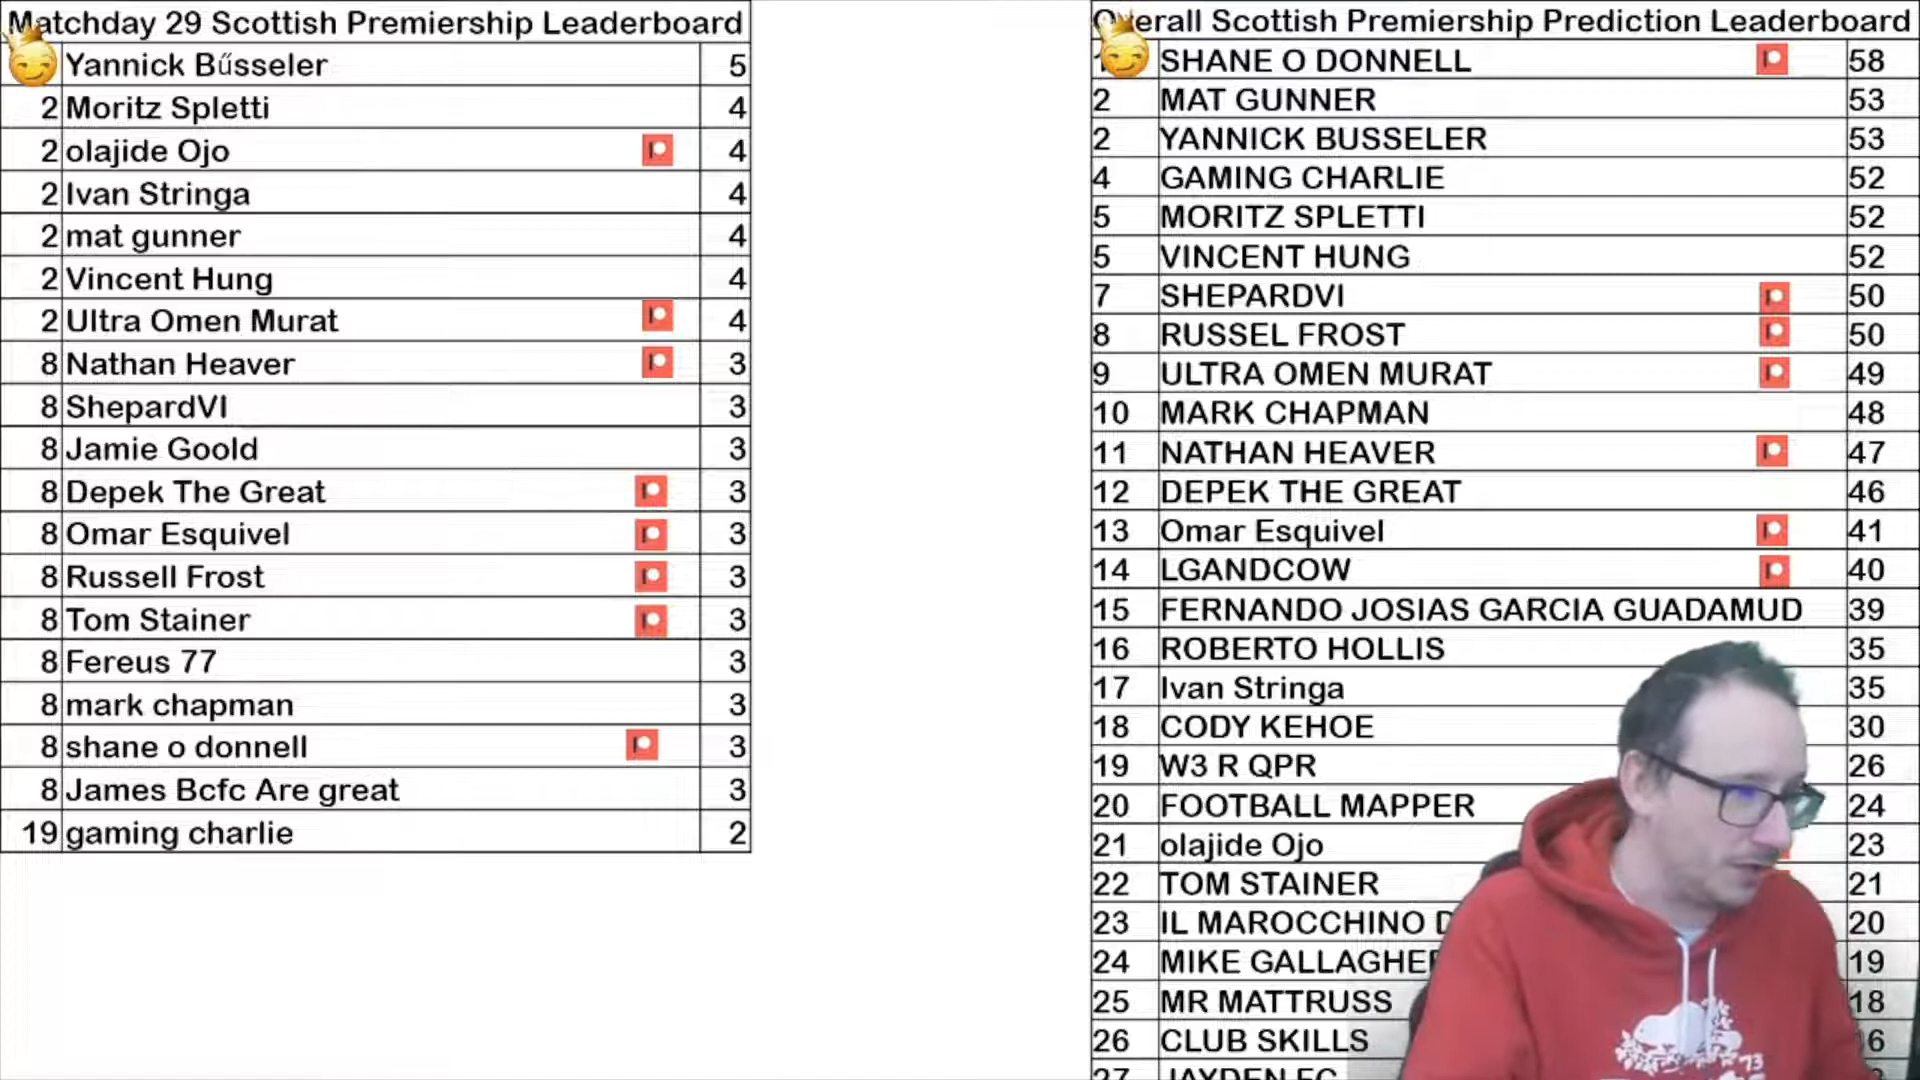 Matchday 29 Scottish Premiership Leaderboard
Yannick Bűsseler 5
2 Moritz Spletti 4
2 olajide Ojo 4
2 Ivan Stringa 4
2 mat gunner 4
2 Vincent Hung 4
2 Ultra Omen Murat 4
8 Nathan Heaver 3
8 ShepardVI 3
8 Jamie Goold 3
8 Depek The Great 3
8 Omar Esquivel 3
8 Russell Frost 3
8 Tom Stainer 3
8 Fereus 77 3
8 mark chapman 3
8 shane o donnell 3
8 James Bcfc Are great 3
19 gaming charlie 2
Overall Scottish Premiership Prediction Leaderboard
1 SHANE O DONNELL 58
2 MAT GUNNER 53
2 YANNICK BUSSELER 53
4 GAMING CHARLIE 52
5 MORITZ SPLETTI 52
5 VINCENT HUNG 52
7 SHEPARDVI 50
8 RUSSEL FROST 50
9 ULTRA OMEN MURAT 49
10 MARK CHAPMAN 48
11 NATHAN HEAVER 47
12 DEPEK THE GREAT 46
13 Omar Esquivel 41
14 LGANDCOW 40
15 FERNANDO JOSIAS GARCIA GUADAMUD 39
16 ROBERTO HOLLIS 35
17 Ivan Stringa 35
18 CODY KEHOE 30
19 W3 R QPR 26
20 FOOTBALL MAPPER 24
21 olajide Ojo 23
22 TOM STAINER 21
23 IL MAROCCHINO 20
24 MIKE 19
25 MR MATTRUSS 18
26 CLUB SKILLS
27 JAYDEN FC
73